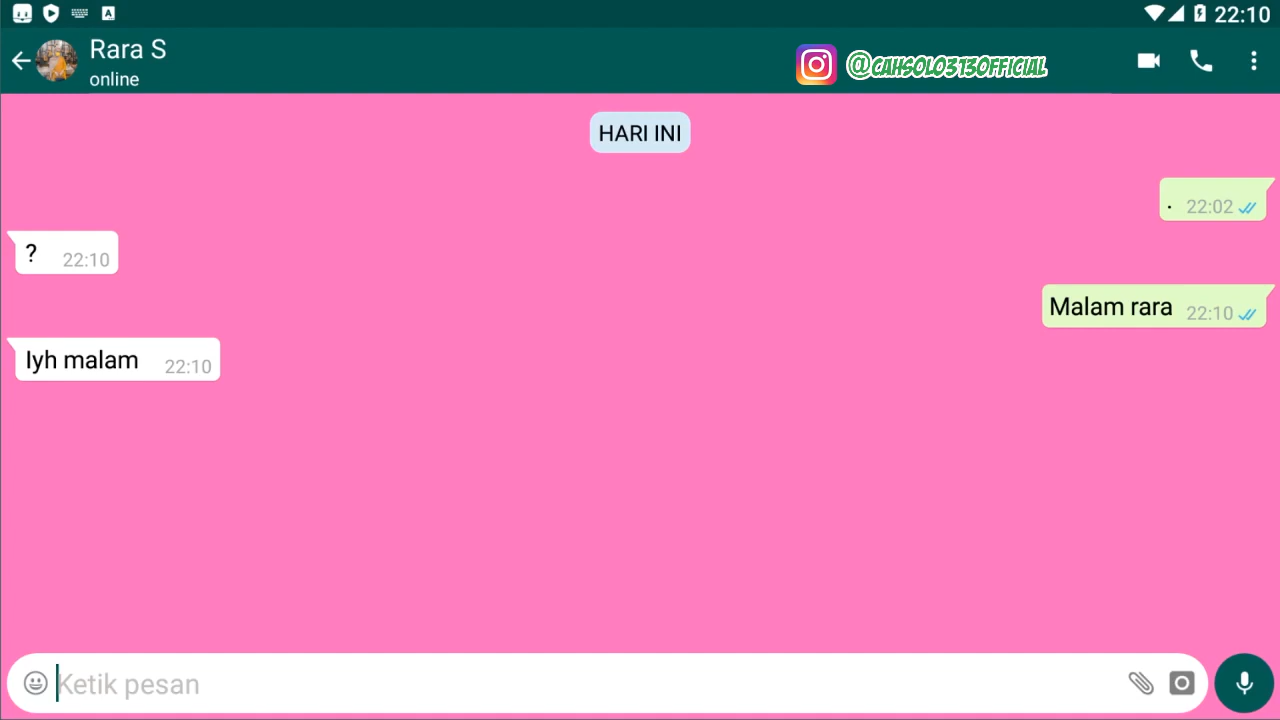 22:10
Rara S
online
@CAHSOLO313OFFICIAL
HARI INI
. 22:02
? 22:10
Malam rara 22:10
Iyh malam 22:10
Ketik pesan